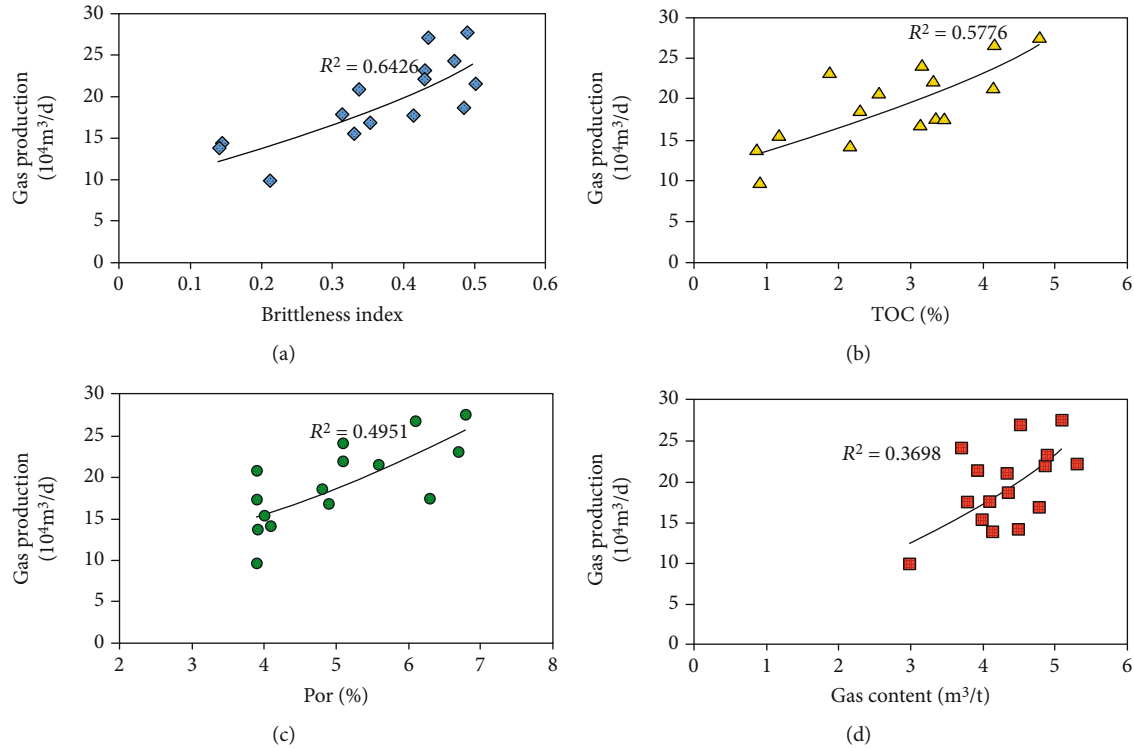 30
25
20
15
10
5
0
Gas production
(10⁴m³/d)
R² = 0.6426
0 0.1 0.2 0.3 0.4 0.5 0.6
Brittleness index
(a)
30
25
20
15
10
5
0
Gas production
(10⁴m³/d)
R² = 0.5776
0 1 2 3 4 5 6
TOC (%)
(b)
30
25
20
15
10
5
0
Gas production
(10⁴m³/d)
R² = 0.4951
2 3 4 5 6 7 8
Por (%)
(c)
30
25
20
15
10
5
0
Gas production
(10⁴m³/d)
R² = 0.3698
0 1 2 3 4 5 6
Gas content (m³/t)
(d)